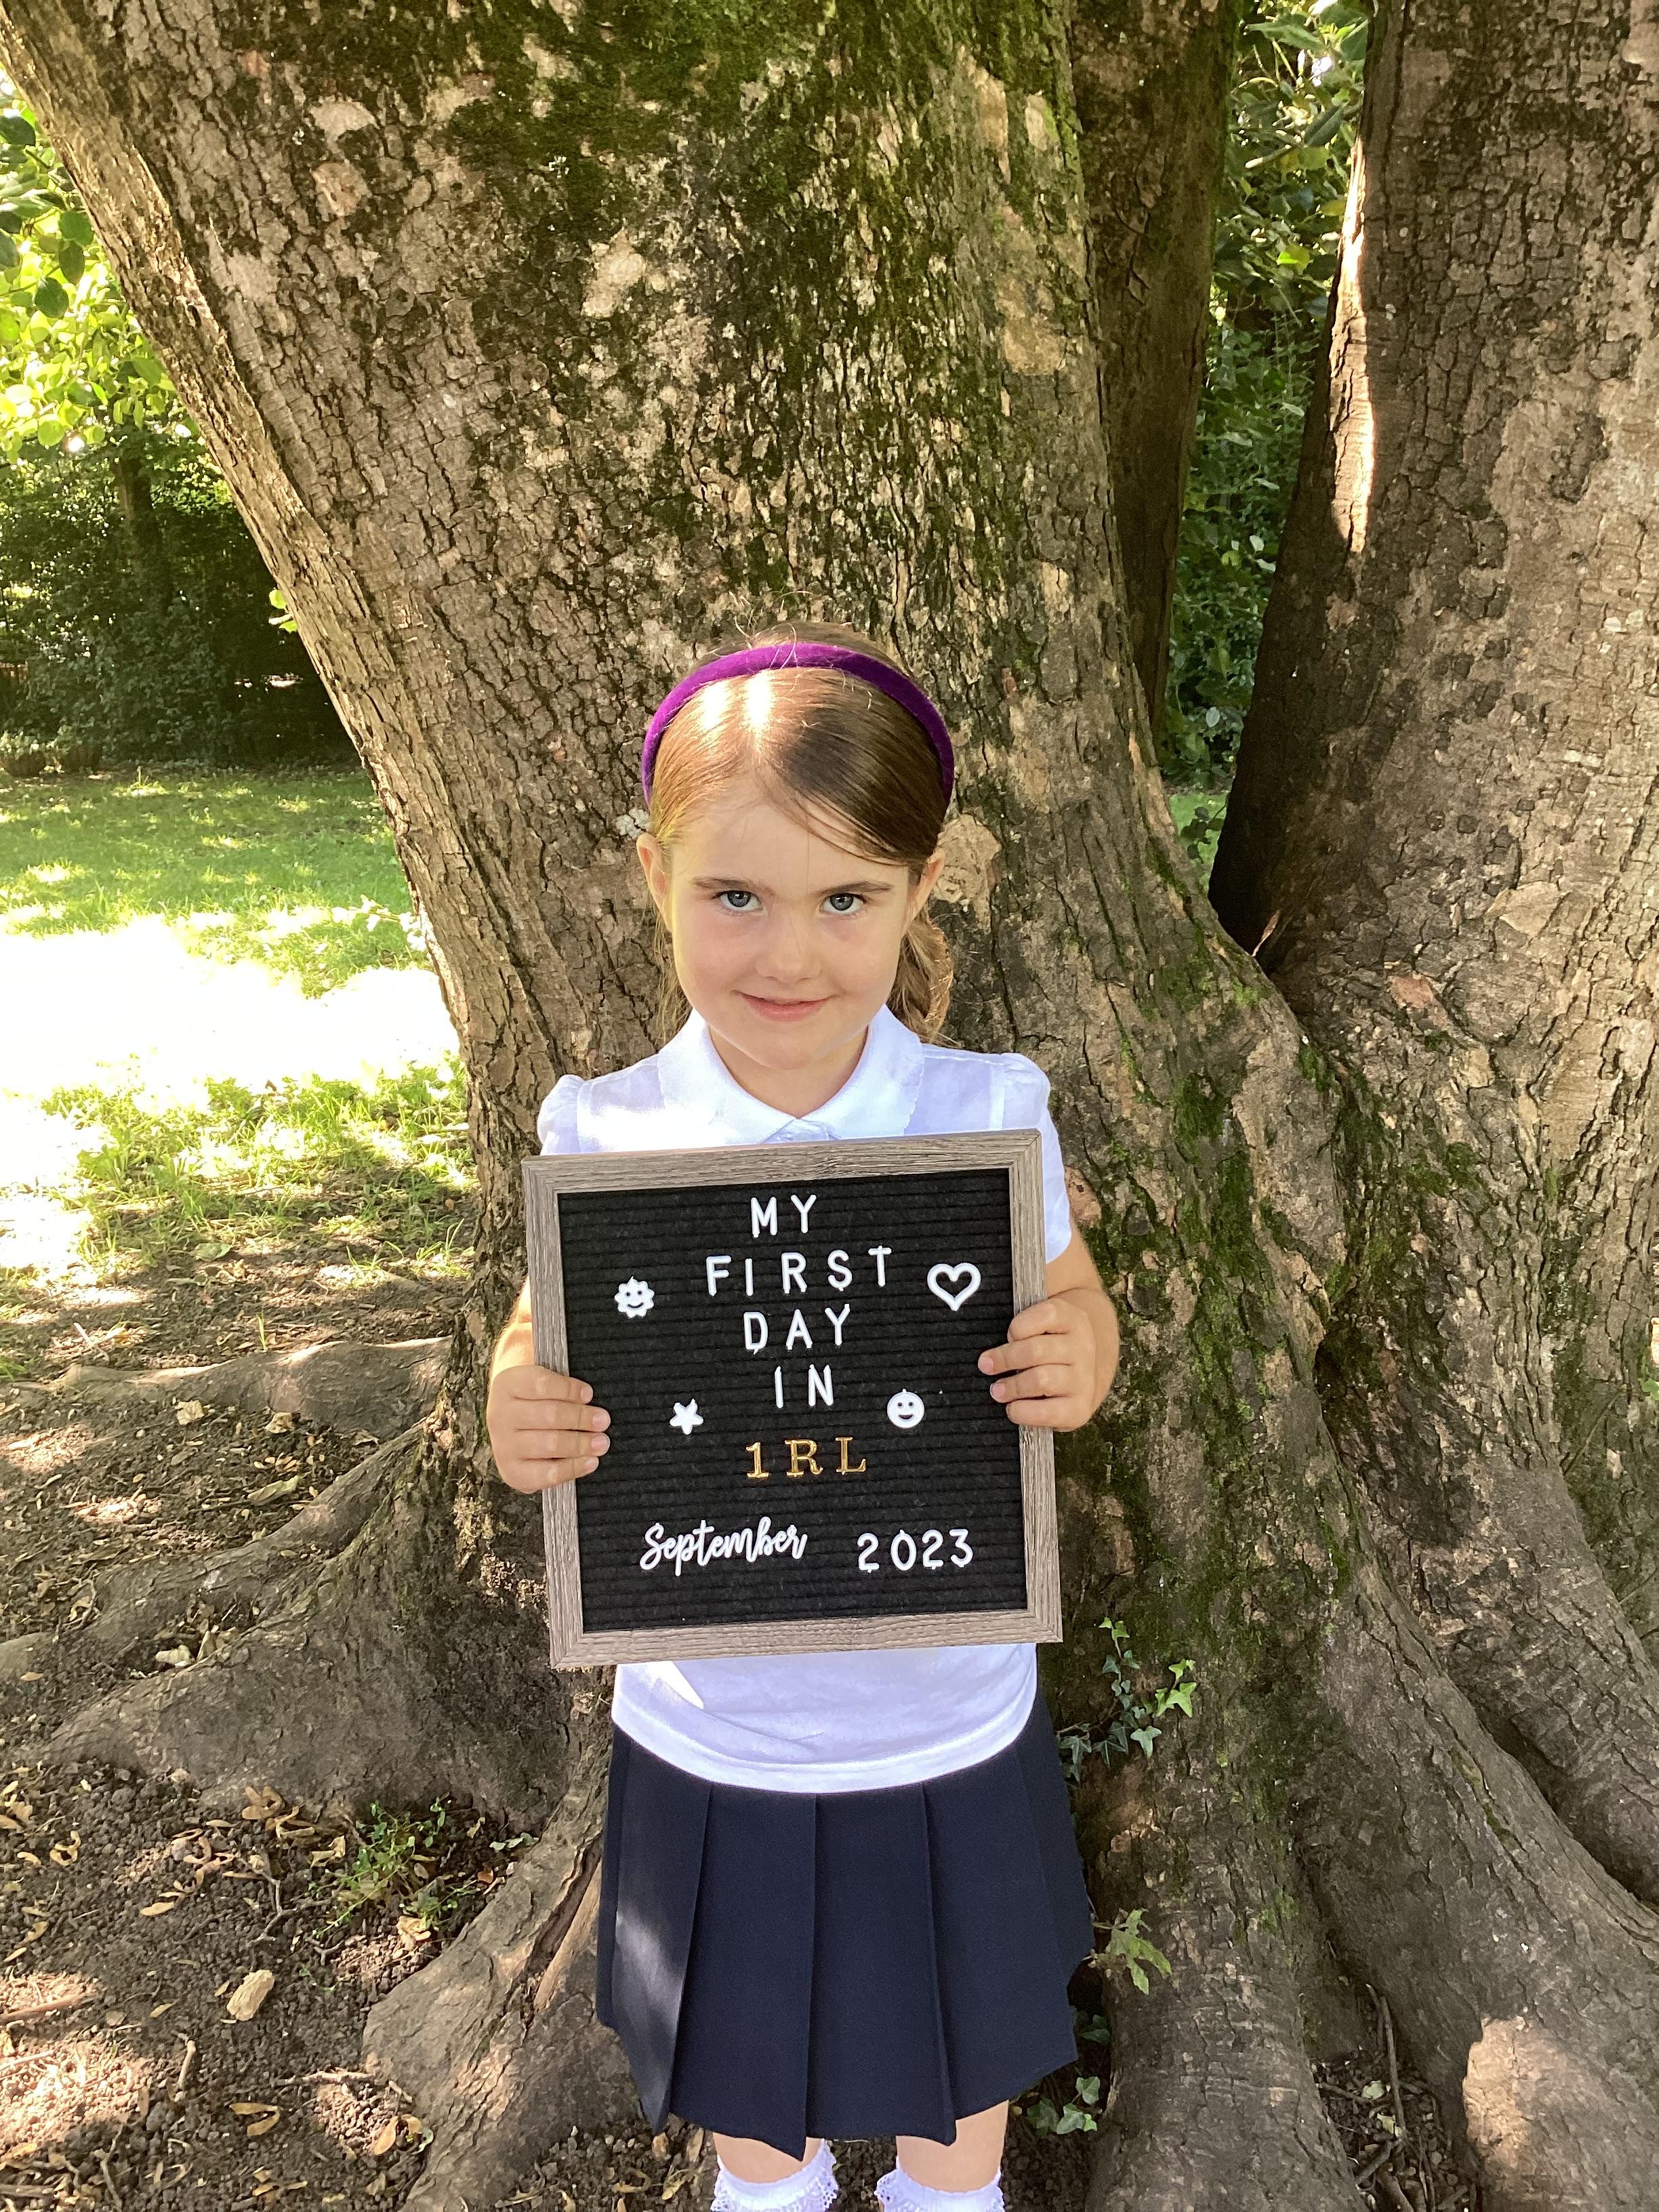 MY
FIRST
DAY
IN
1RL
September 2023